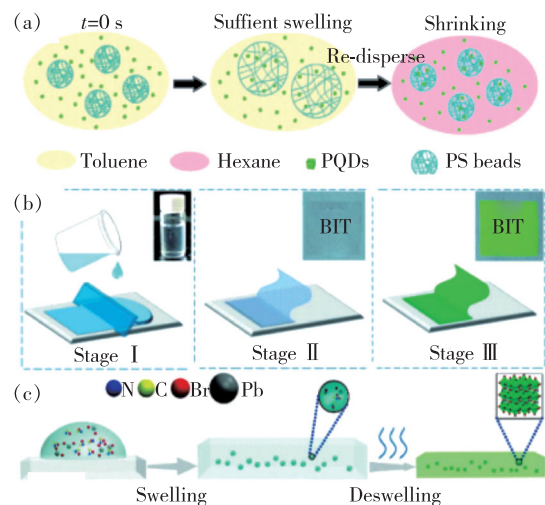 (a)
t=0 s
Suffient swelling
Shrinking
Re-disperse
Toluene
Hexane
PQDs
PS beads
(b)
BIT
BIT
Stage Ⅰ
Stage Ⅱ
Stage Ⅲ
(c)
N C Br Pb
Swelling
Deswelling